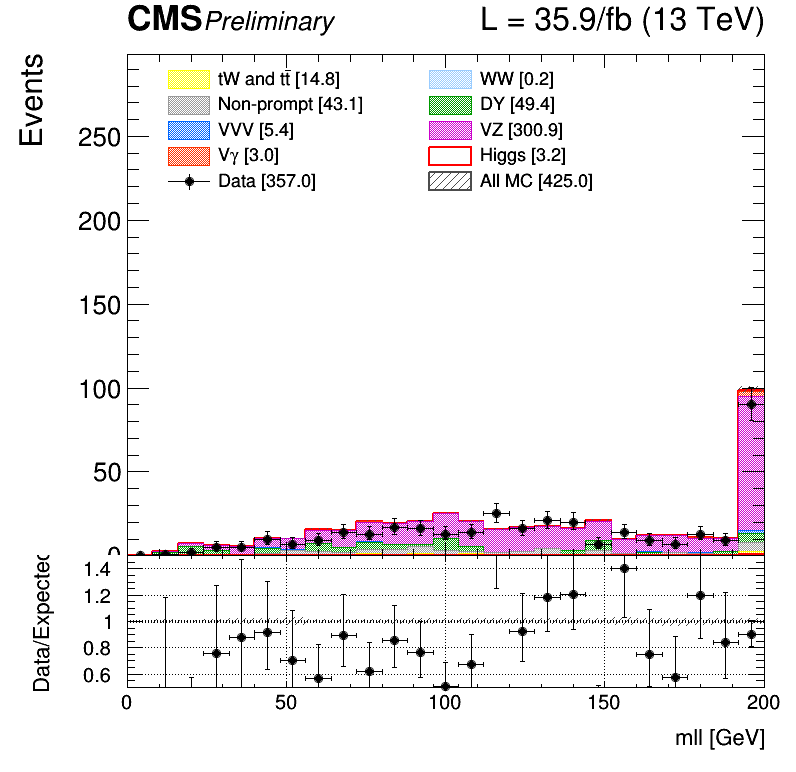 CMS Preliminary L = 35.9/fb (13 TeV)
Events
tW and tt̄ [14.8] WW [0.2]
Non-prompt [43.1] DY [49.4]
VVV [5.4] VZ [300.9]
Vγ [3.0] Higgs [3.2]
Data [357.0] All MC [425.0]
250
200
150
100
50
0
Data/Expected
1.4
1.2
1
0.8
0.6
0 50 100 150 200
mll [GeV]